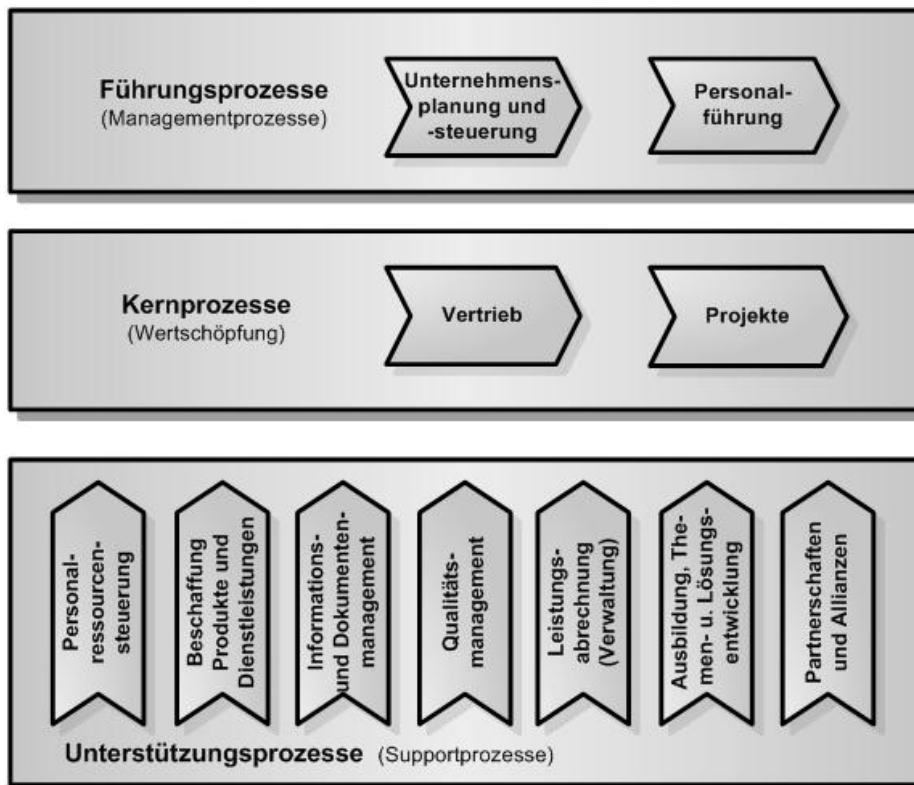 Führungsprozesse
(Managementprozesse)
Unternehmens-
planung und
-steuerung
Personal-
führung
Kernprozesse
(Wertschöpfung)
Vertrieb
Projekte
Personal-
ressourcen-
steuerung
Beschaffung
Produkte und
Dienstleistungen
Informations-
und Dokumenten-
management
Qualitäts-
management
Leistungs-
abrechnung
(Verwaltung)
Ausbildung, The-
men- u. Lösungs-
entwicklung
Partnerschaften
und Allianzen
Unterstützungsprozesse (Supportprozesse)